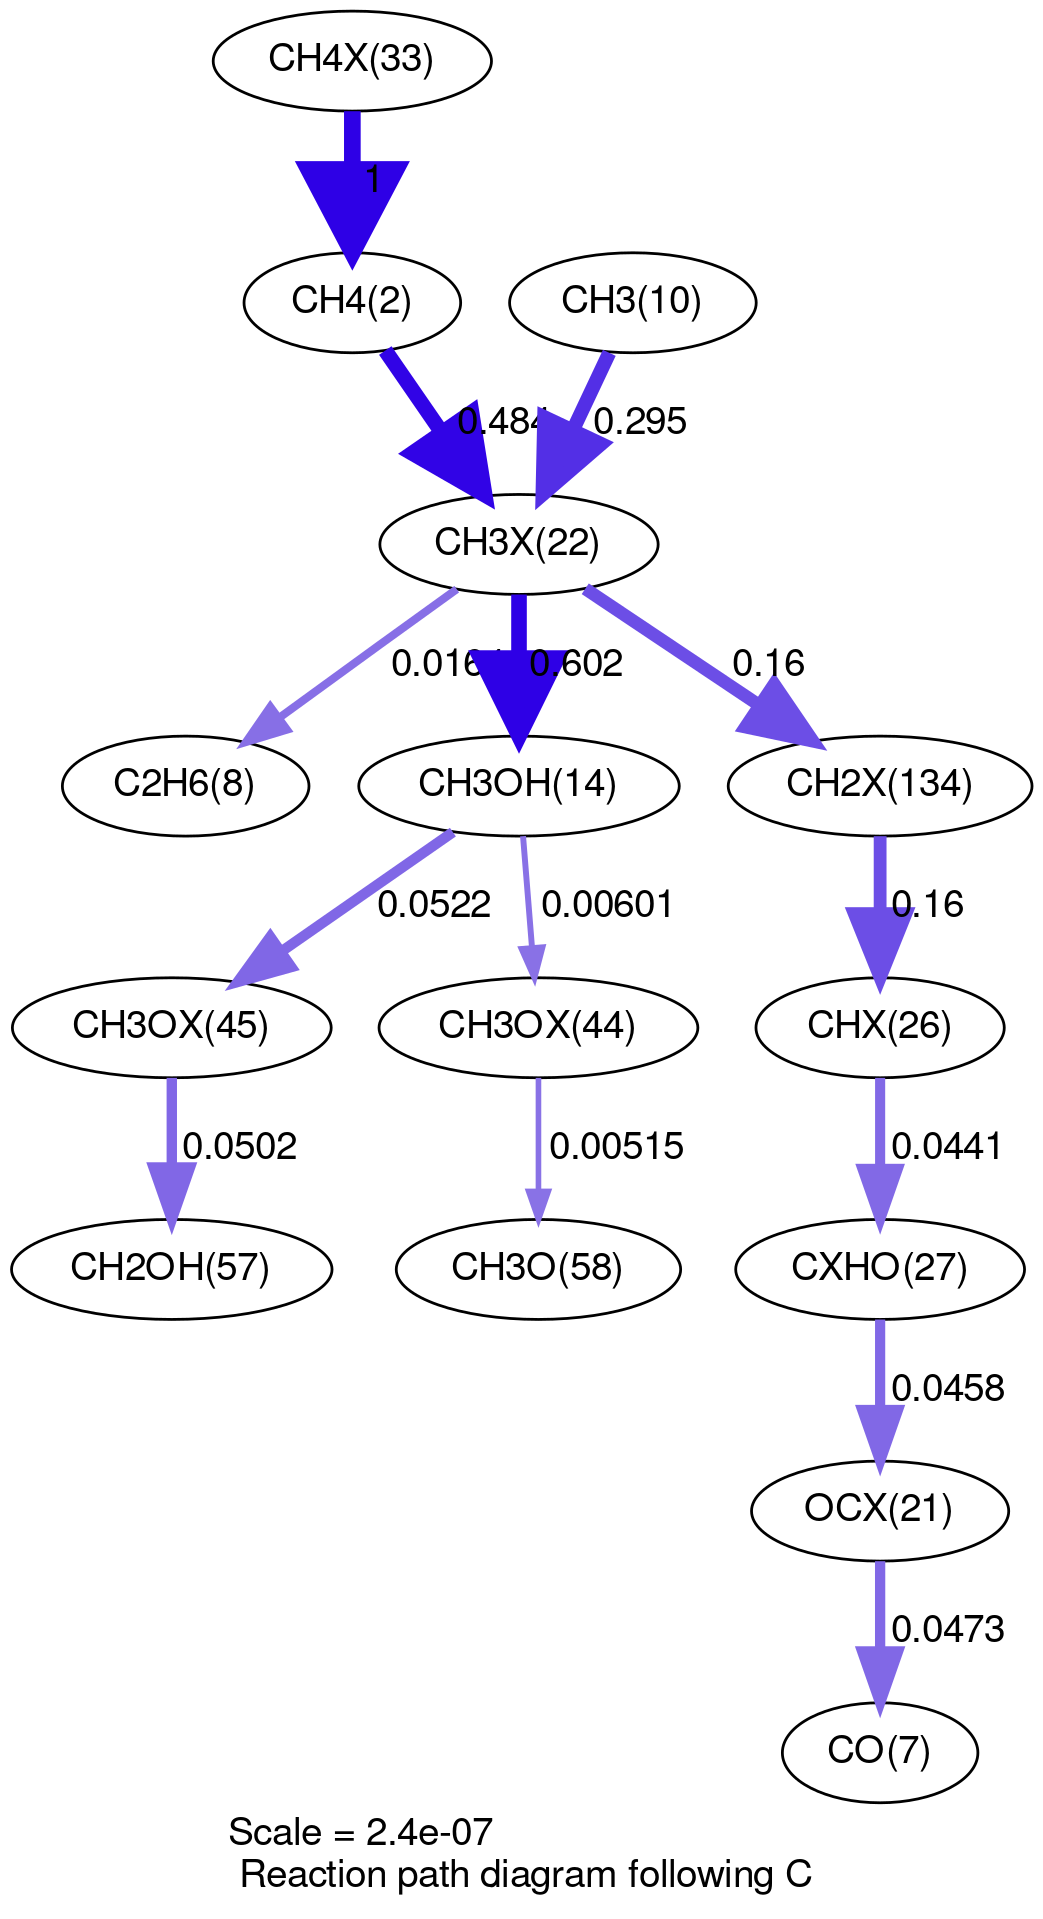 CH4X(33)
1
CH4(2)
CH3(10)
0.484
0.295
CH3X(22)
0.602
0.16
C2H6(8)
CH3OH(14)
CH2X(134)
0.0522
0.00601
0.16
CH3OX(45)
CH3OX(44)
CHX(26)
0.0502
0.00515
0.0441
CH2OH(57)
CH3O(58)
CXHO(27)
0.0458
OCX(21)
0.0473
CO(7)
Scale = 2.4e-07
Reaction path diagram following C